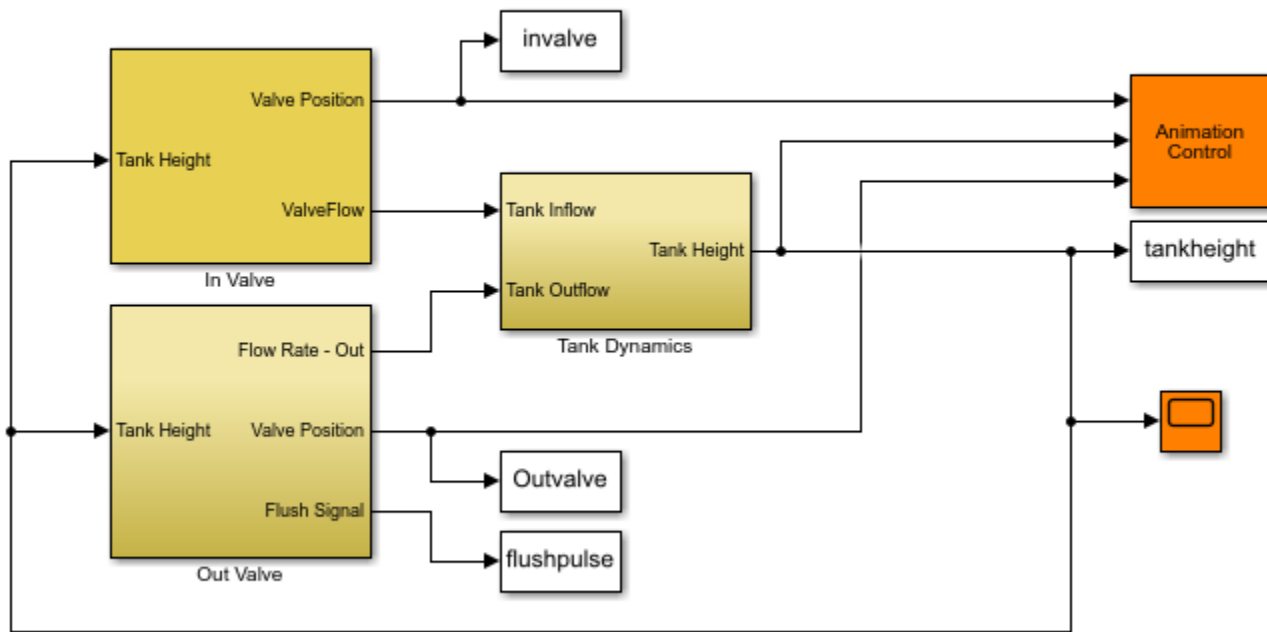 invalve
Valve Position
Tank Height
ValveFlow
In Valve
Animation
Control
Tank Inflow
Tank Height
Tank Outflow
Tank Dynamics
tankheight
Flow Rate - Out
Tank Height
Valve Position
Flush Signal
Out Valve
Outvalve
flushpulse